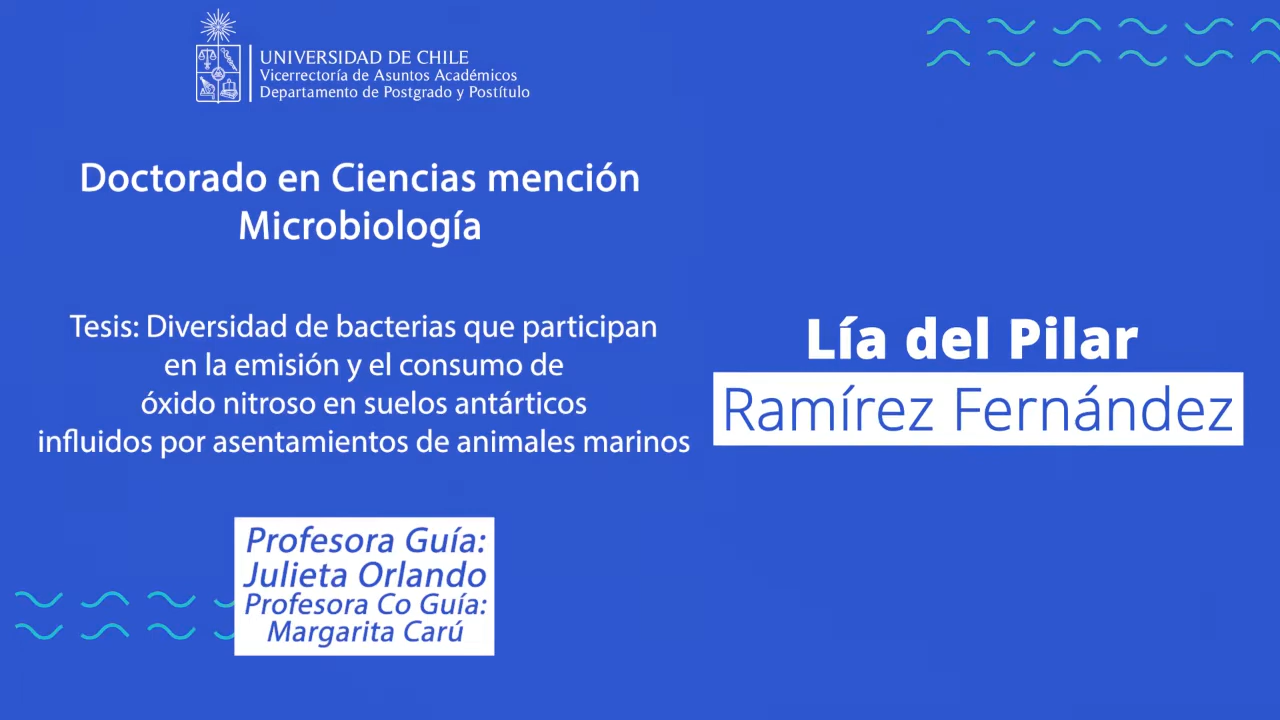 UNIVERSIDAD DE CHILE
Vicerrectoría de Asuntos Académicos
Departamento de Postgrado y Postítulo
Doctorado en Ciencias mención
Microbiología
Tesis: Diversidad de bacterias que participan
en la emisión y el consumo de
óxido nitroso en suelos antárticos
influidos por asentamientos de animales marinos
Profesora Guía:
Julieta Orlando
Profesora Co Guía:
Margarita Carú
Lía del Pilar
Ramírez Fernández